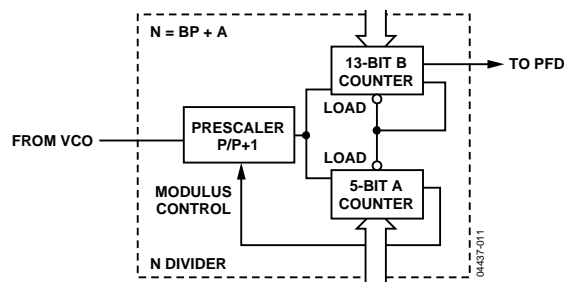 N = BP + A
13-BIT B
COUNTER
TO PFD
LOAD
PRESCALER
P/P+1
FROM VCO
LOAD
MODULUS
CONTROL
5-BIT A
COUNTER
N DIVIDER
04437-011